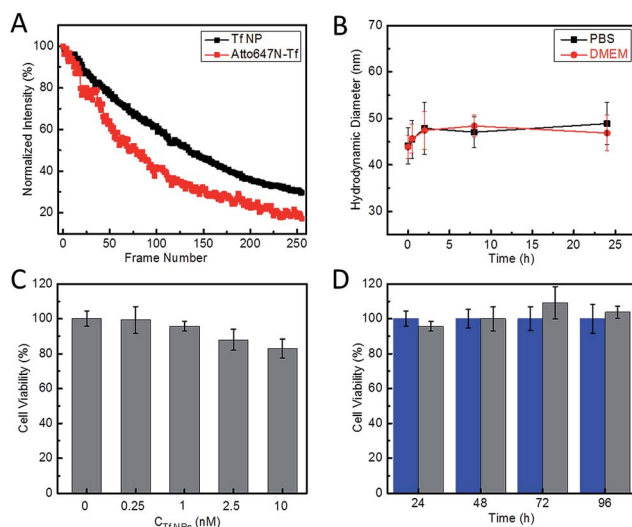 A
Tf NP
Atto647N-Tf
Normalized Intensity (%)
100
80
60
40
20
0 50 100 150 200 250
Frame Number
B
PBS
DMEM
Hydrodynamic Diameter (nm)
70
60
50
40
30
0 5 10 15 20 25
Time (h)
C
Cell Viability (%)
120
100
80
60
40
20
0
0 0.25 1 2.5 10
C Tf NPs (nM)
D
Cell Viability (%)
120
100
80
60
40
20
0
24 48 72 96
Time (h)